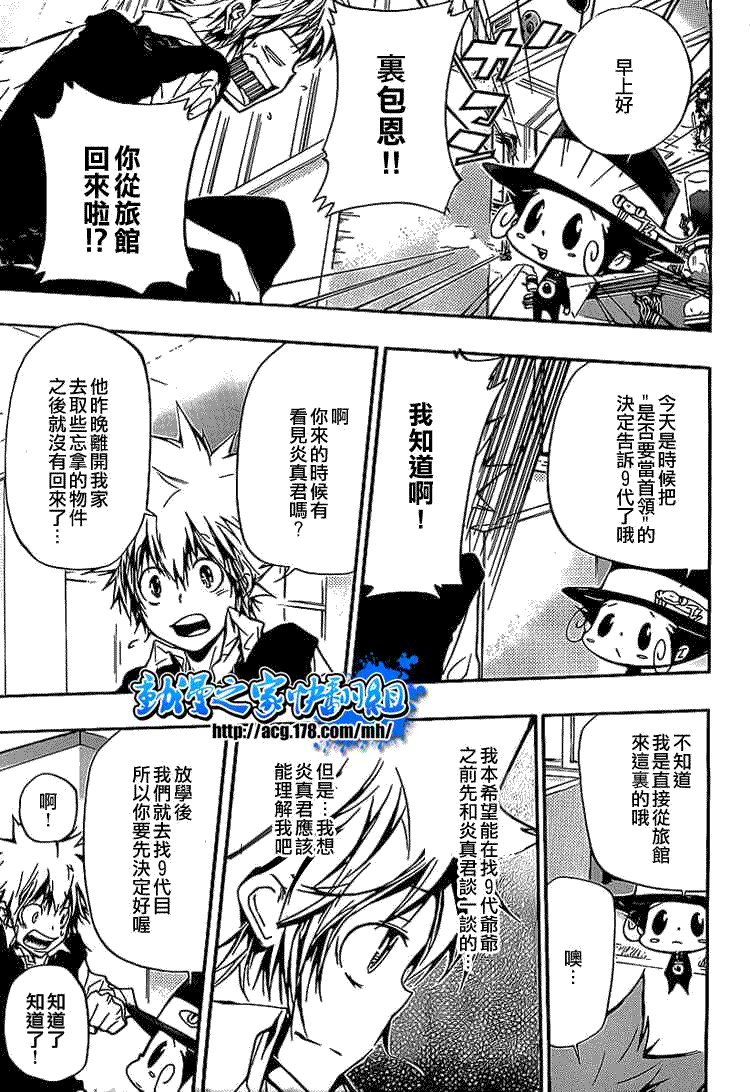 早上好
裏包恩!!
你從旅館
回來啦!?
今天是時候把
"是否要當首領"的
決定告訴9代了哦
我知道啊!
啊
你來的時候有
看見炎真君嗎?
他昨晚離開我家
去取些忘拿的物件
之後就沒有回來了…
不知道
我是直接從旅館
來這裏的哦
噢…
我本希望能在找9代爺爺
之前先和炎真君談一談的…
但是…我想
炎真君應該
能理解我吧
放學後
我們就去找9代目
所以你要先決定好喔
啊!
知道了
知道了!
動漫之家快翻組
http://acg.178.com/mh/